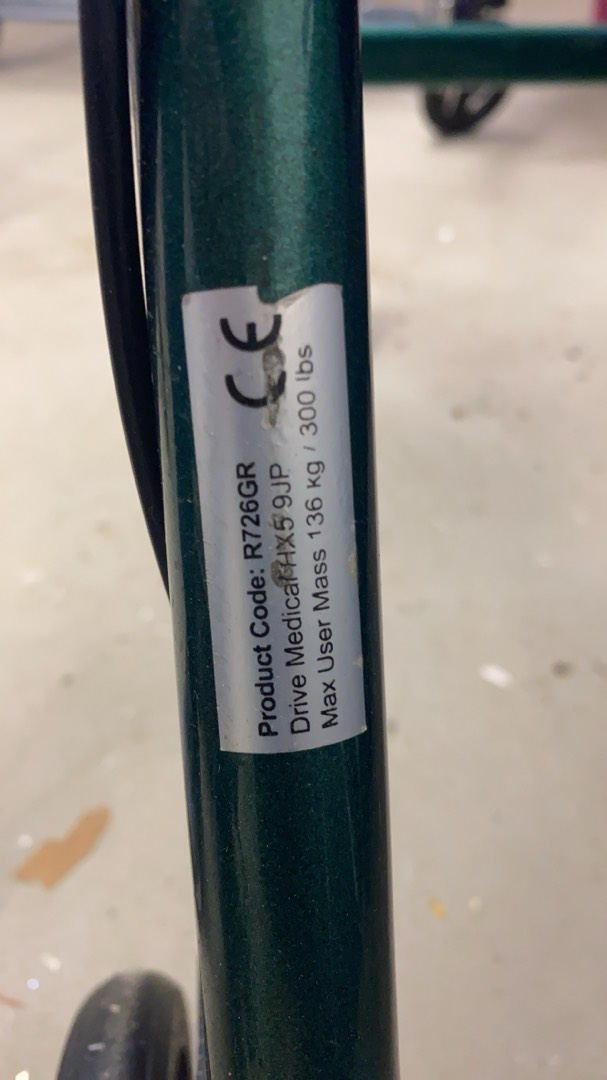 CE
Product Code: R726GR
Drive Medical HX5 9JP
Max User Mass 136 kg / 300 lbs